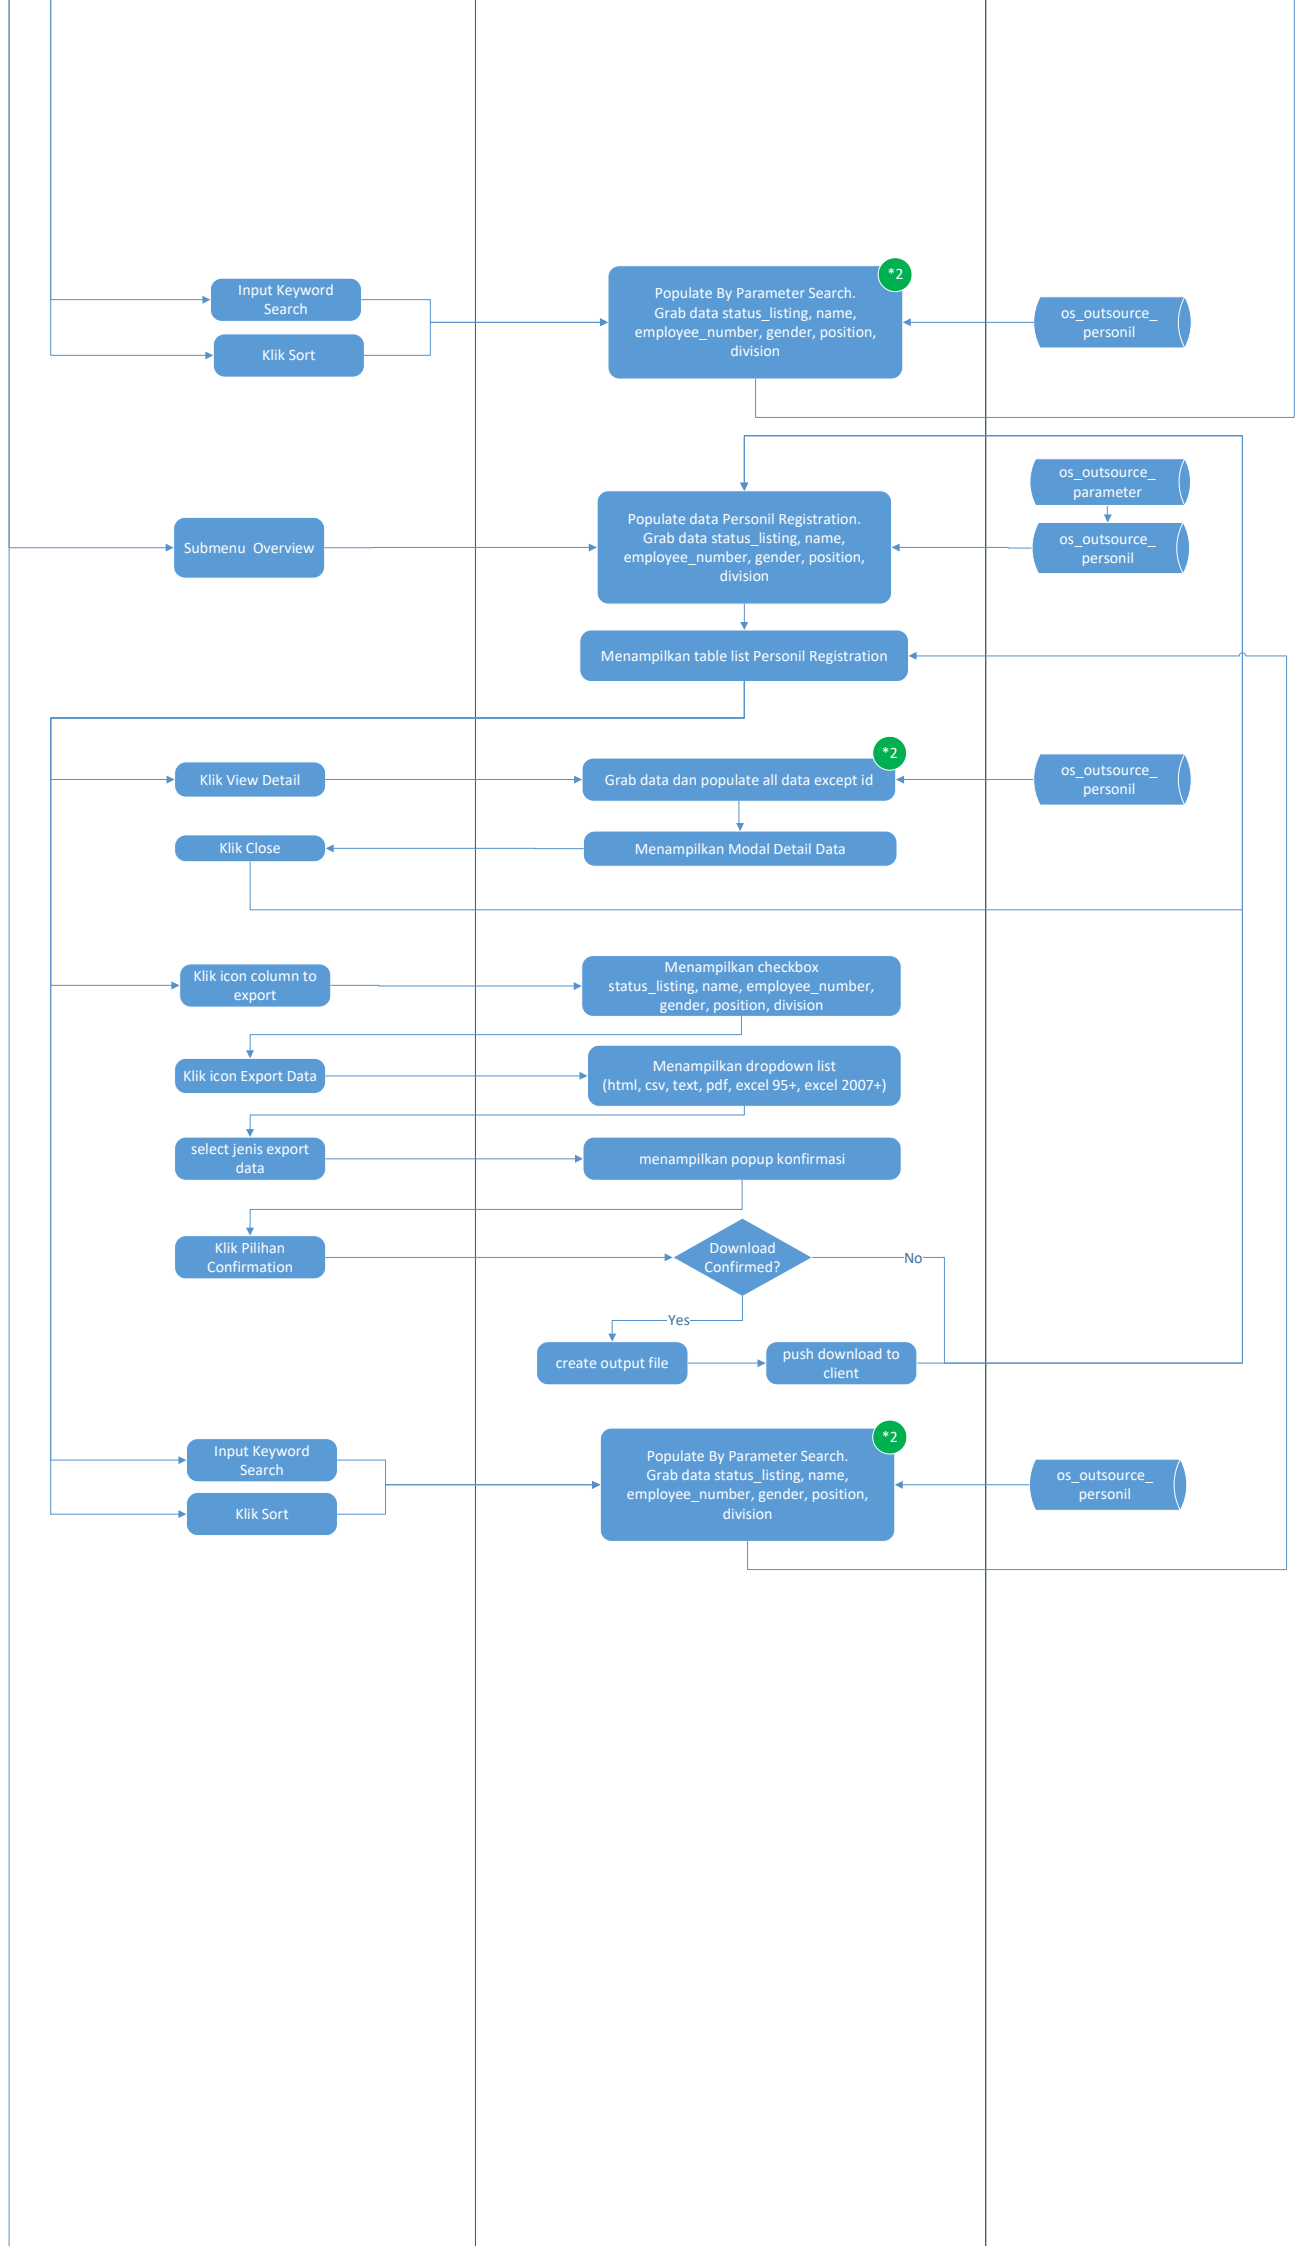 Input Keyword
Search
Klik Sort
*2
Populate By Parameter Search.
Grab data status_listing, name,
employee_number, gender, position,
division
os_outsource_
personil
Submenu  Overview
Populate data Personil Registration.
Grab data status_listing, name,
employee_number, gender, position,
division
os_outsource_
parameter
os_outsource_
personil
Menampilkan table list Personil Registration
Klik View Detail
*2
Grab data dan populate all data except id
os_outsource_
personil
Klik Close
Menampilkan Modal Detail Data
Klik icon column to
export
Menampilkan checkbox
status_listing, name, employee_number,
gender, position, division
Klik icon Export Data
Menampilkan dropdown list
(html, csv, text, pdf, excel 95+, excel 2007+)
select jenis export
data
menampilkan popup konfirmasi
Klik Pilihan
Confirmation
Download
Confirmed?
No
Yes
create output file
push download to
client
Input Keyword
Search
Klik Sort
*2
Populate By Parameter Search.
Grab data status_listing, name,
employee_number, gender, position,
division
os_outsource_
personil